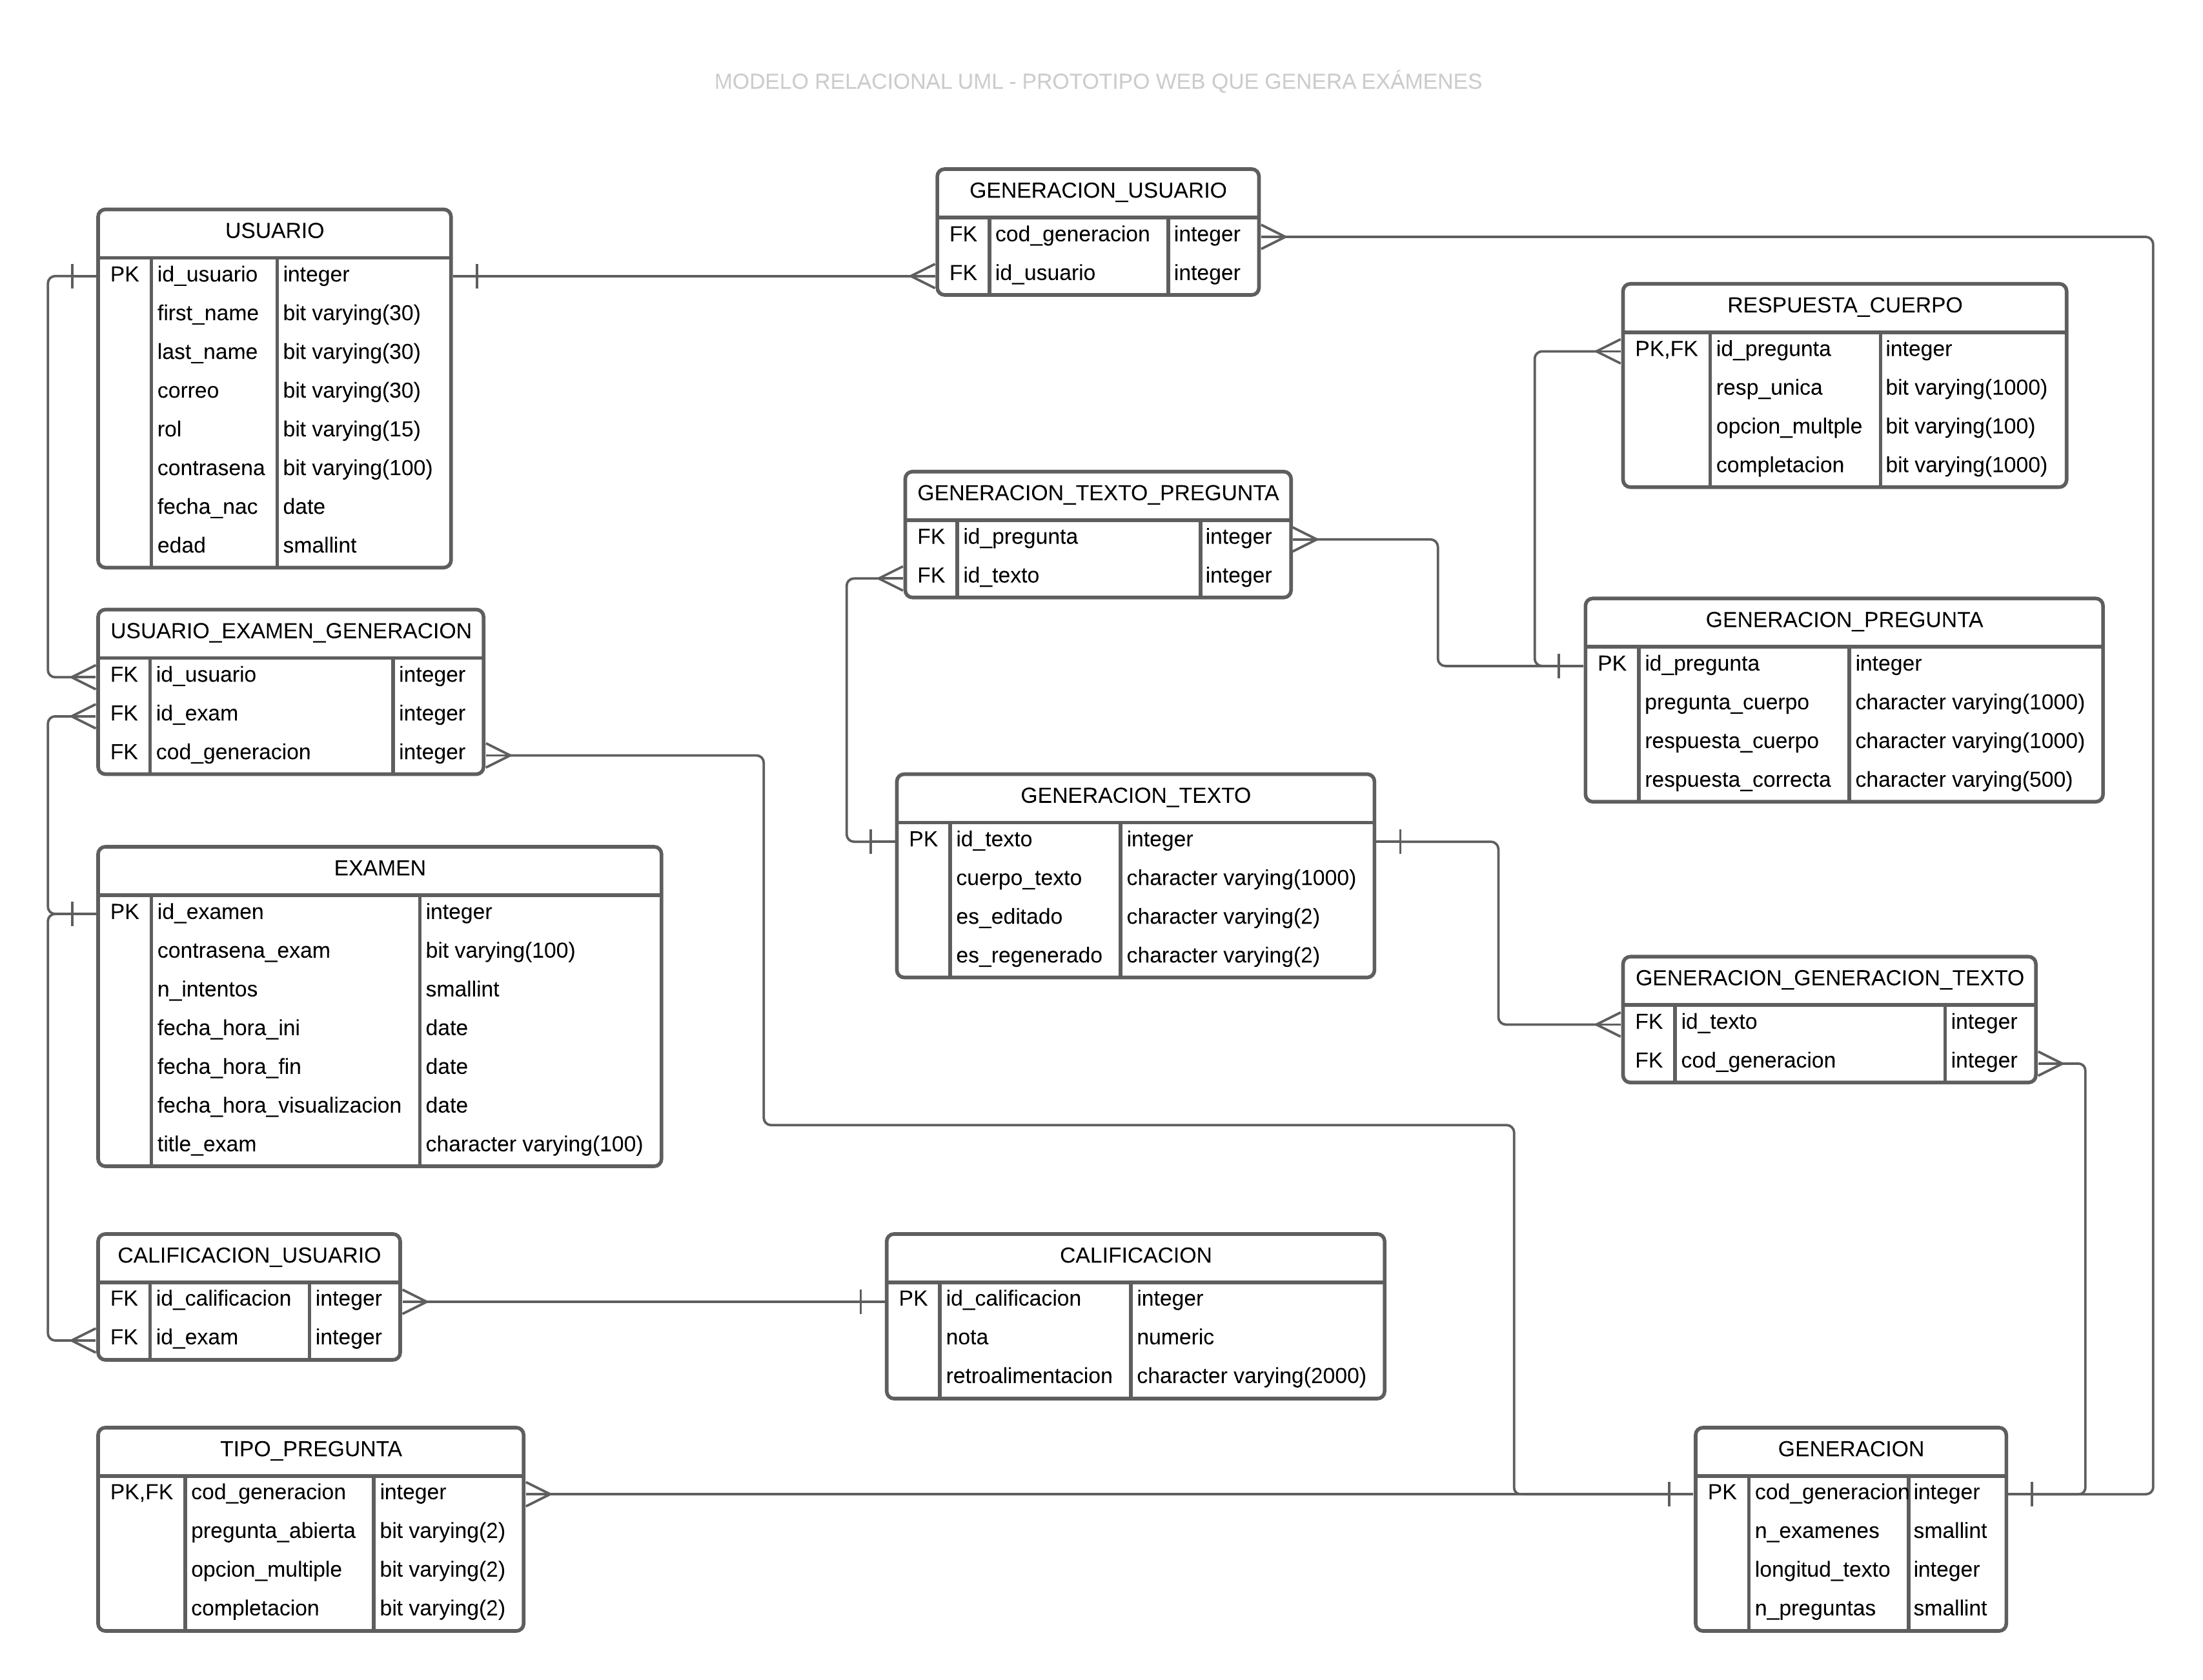 MODELO RELACIONAL UML - PROTOTIPO WEB QUE GENERA EXÁMENES
USUARIO
PK id_usuario integer
first_name bit varying(30)
last_name bit varying(30)
correo bit varying(30)
rol bit varying(15)
contrasena bit varying(100)
fecha_nac date
edad smallint
GENERACION_USUARIO
FK cod_generacion integer
FK id_usuario integer
RESPUESTA_CUERPO
PK,FK id_pregunta integer
resp_unica bit varying(1000)
opcion_multple bit varying(100)
completacion bit varying(1000)
GENERACION_TEXTO_PREGUNTA
FK id_pregunta integer
FK id_texto integer
USUARIO_EXAMEN_GENERACION
FK id_usuario integer
FK id_exam integer
FK cod_generacion integer
GENERACION_PREGUNTA
PK id_pregunta integer
pregunta_cuerpo character varying(1000)
respuesta_cuerpo character varying(1000)
respuesta_correcta character varying(500)
GENERACION_TEXTO
PK id_texto integer
cuerpo_texto character varying(1000)
es_editado character varying(2)
es_regenerado character varying(2)
EXAMEN
PK id_examen integer
contrasena_exam bit varying(100)
n_intentos smallint
fecha_hora_ini date
fecha_hora_fin date
fecha_hora_visualizacion date
title_exam character varying(100)
GENERACION_GENERACION_TEXTO
FK id_texto integer
FK cod_generacion integer
CALIFICACION_USUARIO
FK id_calificacion integer
FK id_exam integer
CALIFICACION
PK id_calificacion integer
nota numeric
retroalimentacion character varying(2000)
TIPO_PREGUNTA
PK,FK cod_generacion integer
pregunta_abierta bit varying(2)
opcion_multiple bit varying(2)
completacion bit varying(2)
GENERACION
PK cod_generacion integer
n_examenes smallint
longitud_texto integer
n_preguntas smallint